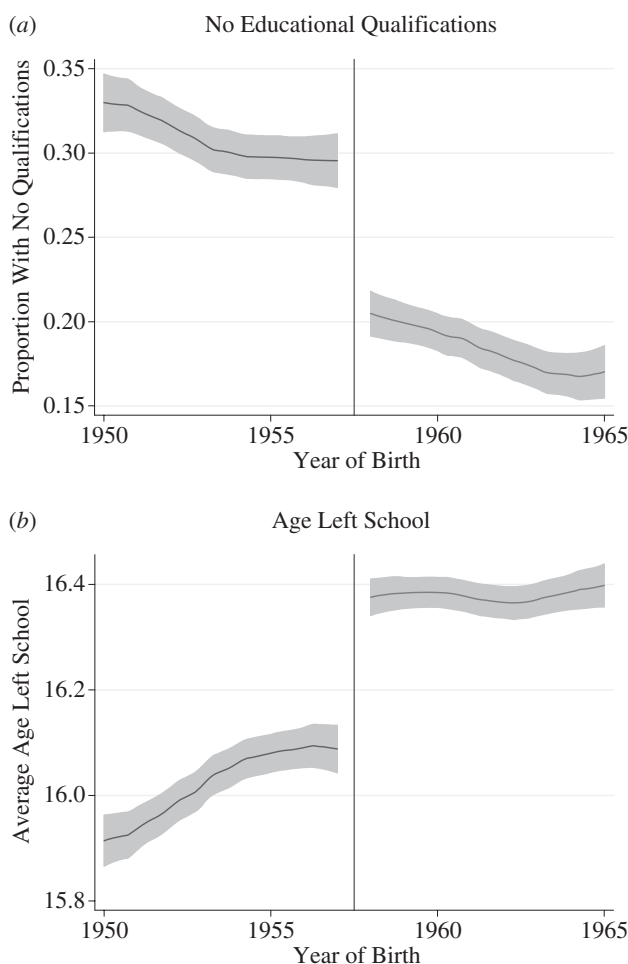 (a) No Educational Qualifications
Proportion With No Qualifications
0.35
0.30
0.25
0.20
0.15
1950 1955 1960 1965
Year of Birth
(b) Age Left School
Average Age Left School
16.4
16.2
16.0
15.8
1950 1955 1960 1965
Year of Birth